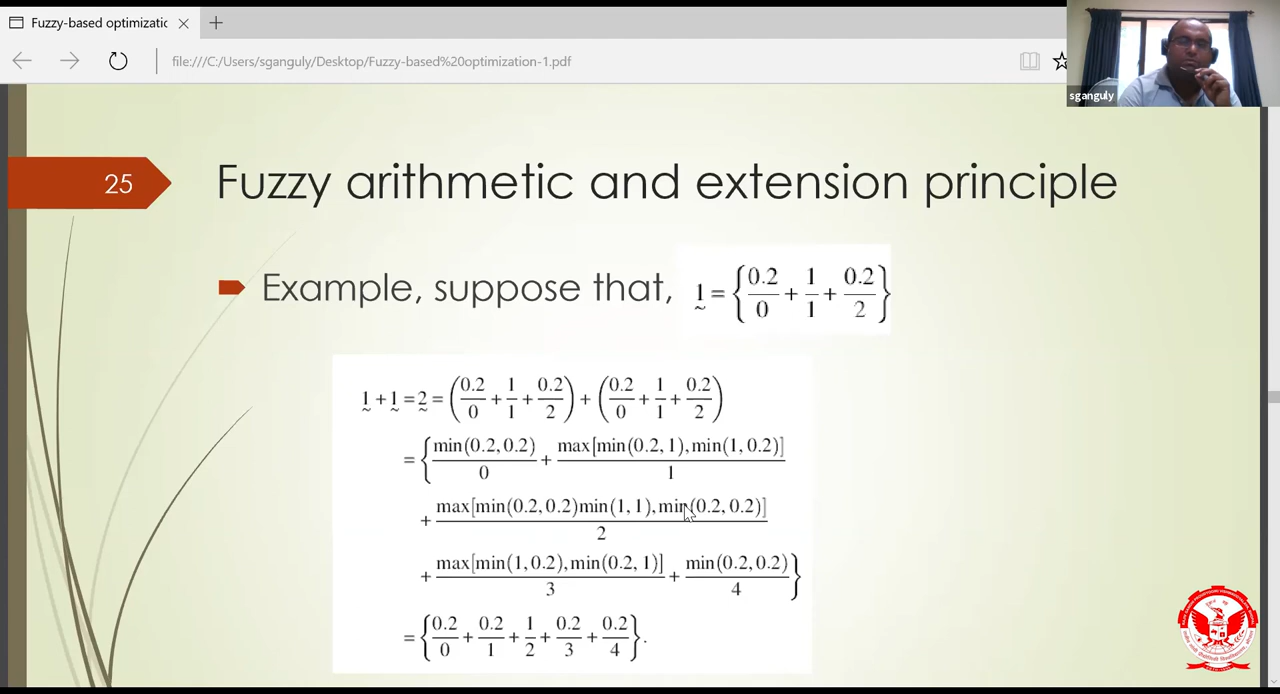 Fuzzy-based optimizatic
file:///C:/Users/sganguly/Desktop/Fuzzy-based%20optimization-1.pdf
sganguly
25
Fuzzy arithmetic and extension principle
Example, suppose that, 1̰ = {0.2/0 + 1/1 + 0.2/2}
1̰ + 1̰ = 2̰ = (0.2/0 + 1/1 + 0.2/2) + (0.2/0 + 1/1 + 0.2/2)
= {min(0.2, 0.2)/0 + max[min(0.2, 1), min(1, 0.2)]/1
+ max[min(0.2, 0.2)min(1, 1), min(0.2, 0.2)]/2
+ max[min(1, 0.2), min(0.2, 1)]/3 + min(0.2, 0.2)/4}
= {0.2/0 + 0.2/1 + 1/2 + 0.2/3 + 0.2/4}.